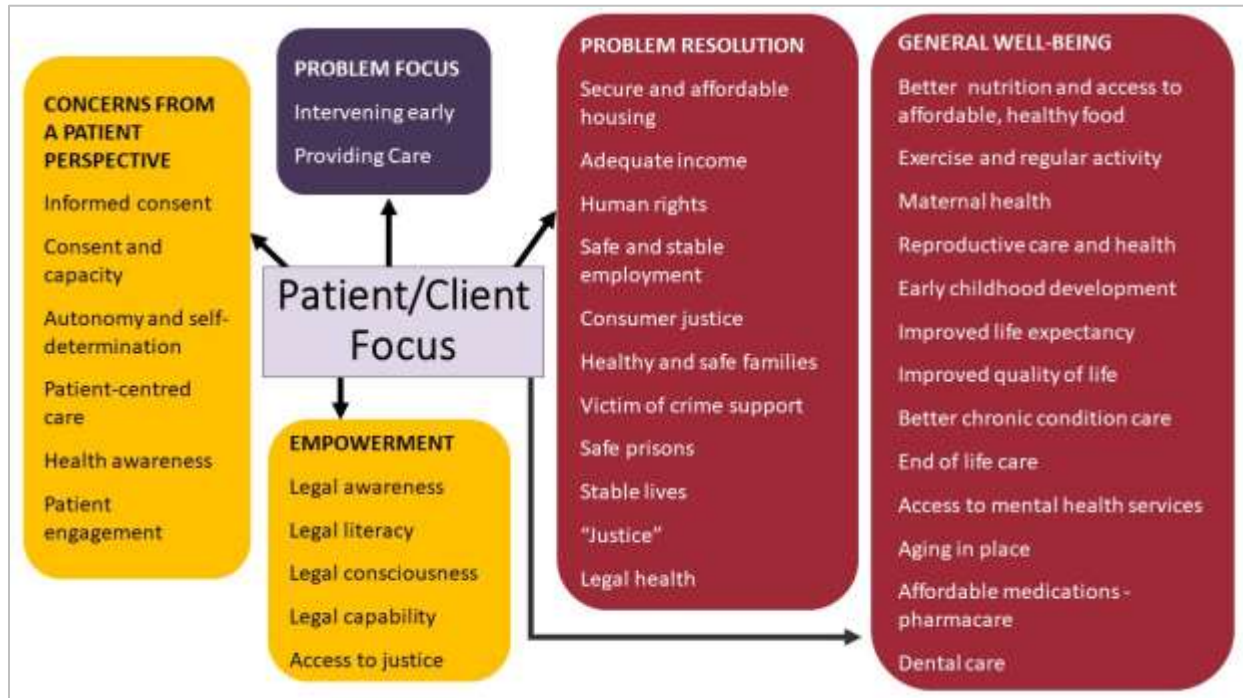 CONCERNS FROM
A PATIENT
PERSPECTIVE
Informed consent
Consent and
capacity
Autonomy and self-
determination
Patient-centred
care
Health awareness
Patient
engagement
PROBLEM FOCUS
Intervening early
Providing Care
Patient/Client
Focus
EMPOWERMENT
Legal awareness
Legal literacy
Legal consciousness
Legal capability
Access to justice
PROBLEM RESOLUTION
Secure and affordable
housing
Adequate income
Human rights
Safe and stable
employment
Consumer justice
Healthy and safe families
Victim of crime support
Safe prisons
Stable lives
“Justice”
Legal health
GENERAL WELL-BEING
Better nutrition and access to
affordable, healthy food
Exercise and regular activity
Maternal health
Reproductive care and health
Early childhood development
Improved life expectancy
Improved quality of life
Better chronic condition care
End of life care
Access to mental health services
Aging in place
Affordable medications -
pharmacare
Dental care